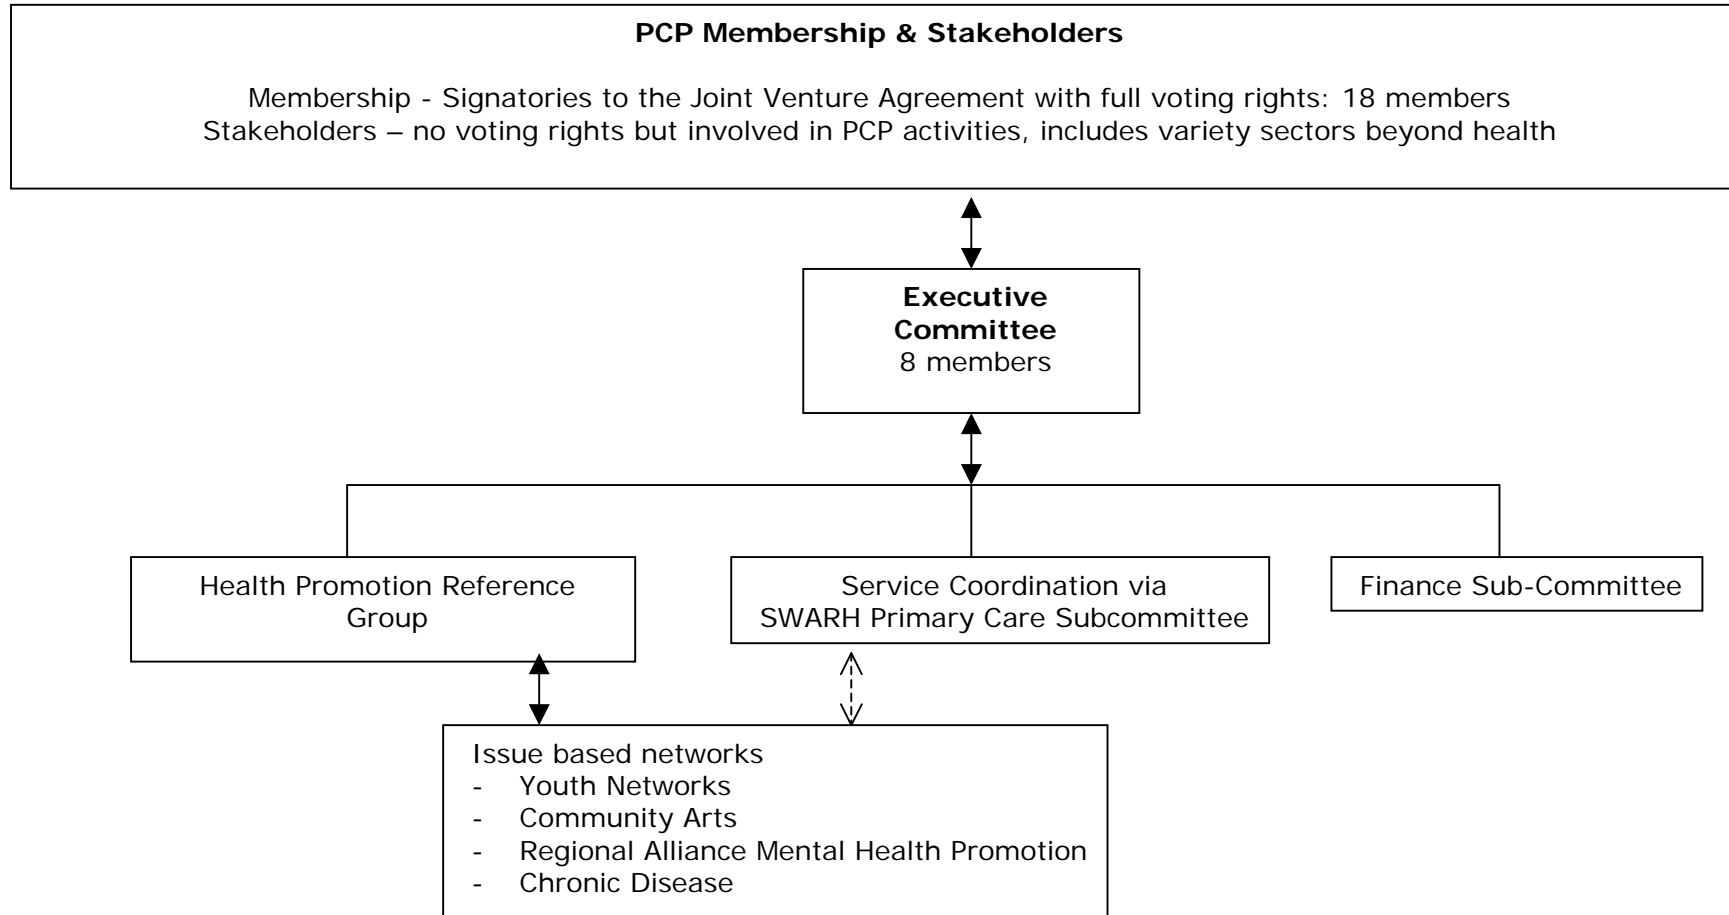 PCP Membership & Stakeholders
Membership - Signatories to the Joint Venture Agreement with full voting rights: 18 members
Stakeholders – no voting rights but involved in PCP activities, includes variety sectors beyond health
Executive
Committee
8 members
Health Promotion Reference
Group
Service Coordination via
SWARH Primary Care Subcommittee
Finance Sub-Committee
Issue based networks
- Youth Networks
- Community Arts
- Regional Alliance Mental Health Promotion
- Chronic Disease